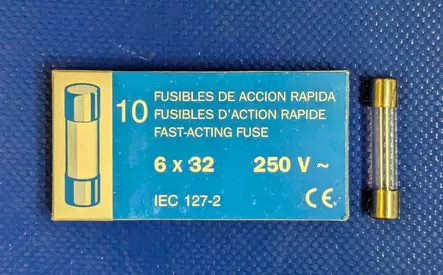 10
FUSIBLES DE ACCION RAPIDA
FUSIBLES D'ACTION RAPIDE
FAST-ACTING FUSE
6 x 32 250 V ~
IEC 127-2 CE